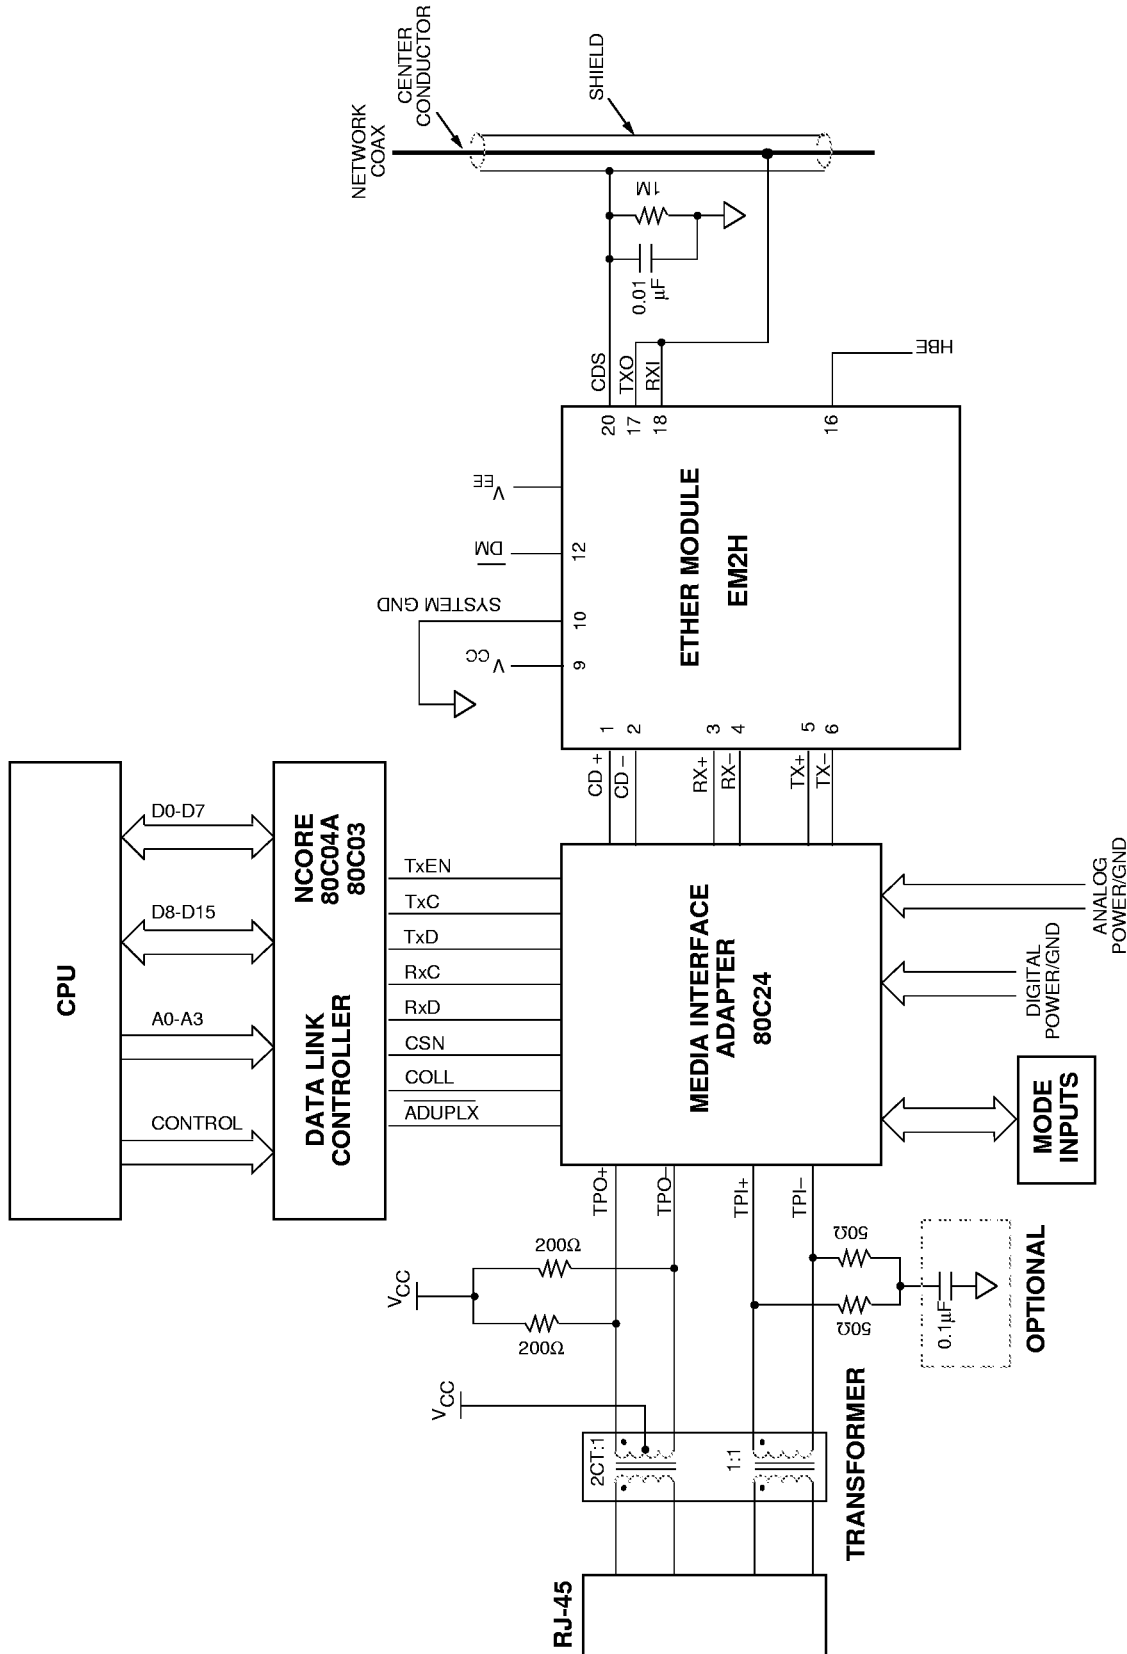 NETWORK
COAX
CENTER
CONDUCTOR
SHIELD
1M
0.01
µF
CDS
TXO
RXI
HBE
20
17
18
16
ETHER MODULE
EM2H
VEE
DM
SYSTEM GND
VCC
12
10
9
1
2
3
4
5
6
CD +
CD –
RX+
RX–
TX+
TX–
CPU
D0-D7
D8-D15
A0-A3
CONTROL
NCORE
80C04A
80C03
DATA LINK
CONTROLLER
TxEN
TxC
TxD
RxC
RxD
CSN
COLL
ADUPLX
MEDIA INTERFACE
ADAPTER
80C24
ANALOG
POWER/GND
DIGITAL
POWER/GND
MODE
INPUTS
TPO+
TPO–
TPI+
TPI–
VCC
200Ω
200Ω
50Ω
50Ω
0.1µF
OPTIONAL
VCC
2CT:1
1:1
TRANSFORMER
RJ-45